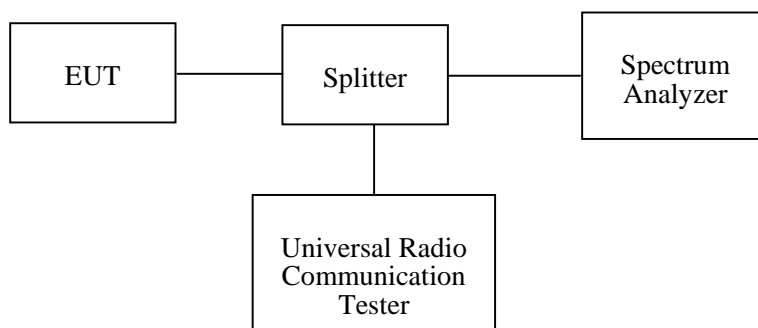 EUT
Splitter
Spectrum
Analyzer
Universal Radio
Communication
Tester